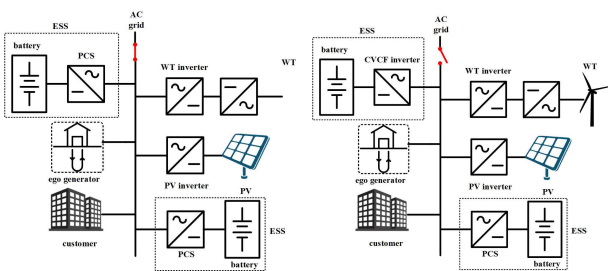 AC
grid
ESS
battery
PCS
WT inverter
WT
ego generator
PV inverter
PV
customer
PCS
battery
ESS
AC
grid
ESS
battery
CVCF inverter
WT inverter
WT
ego generator
PV inverter
PV
customer
PCS
battery
ESS